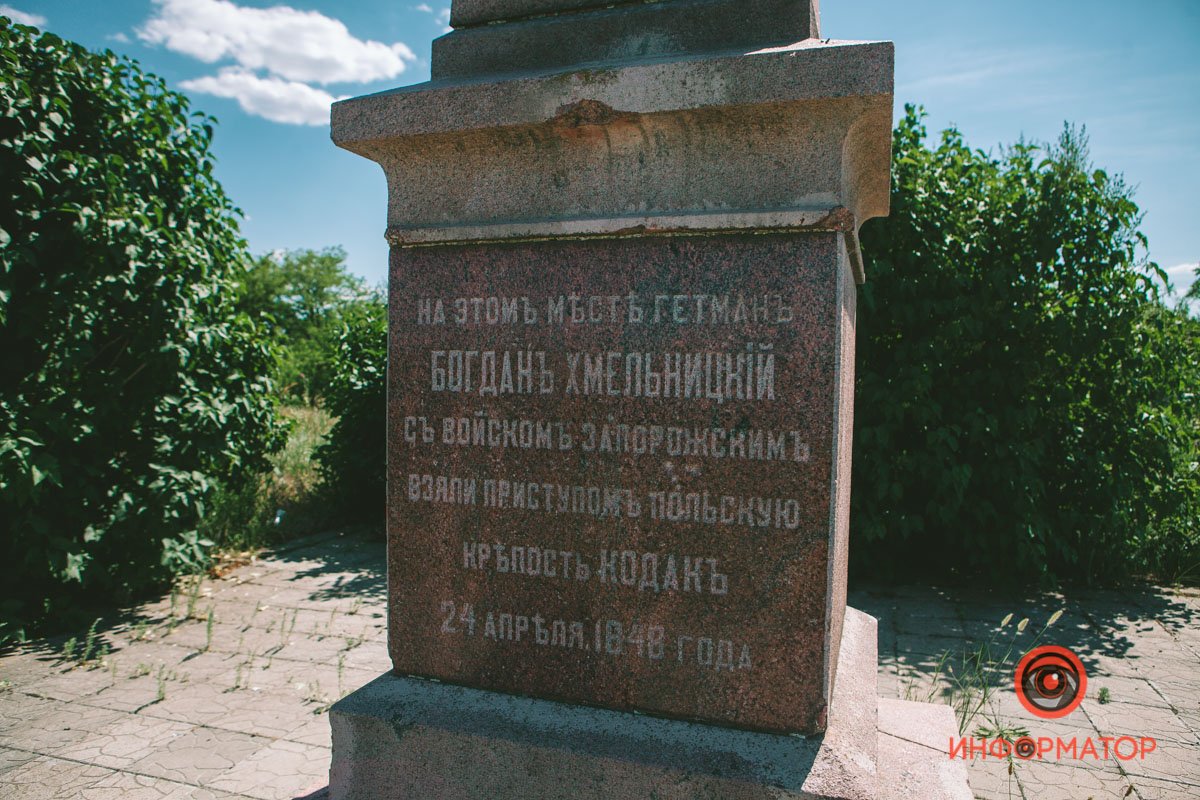 НА ЭТОМЪ МѢСТѢ ГЕТМАНЪ
БОГДАНЪ ХМЕЛЬНИЦКІЙ
СЪ ВОЙСКОМЪ ЗАПОРОЖСКИМЪ
ВЗЯЛИ ПРИСТУПОМЪ ПОЛЬСКУЮ
КРѢПОСТЬ КОДАКЪ
24 АПРѢЛЯ 1648 ГОДА
ИНФОРМАТОР